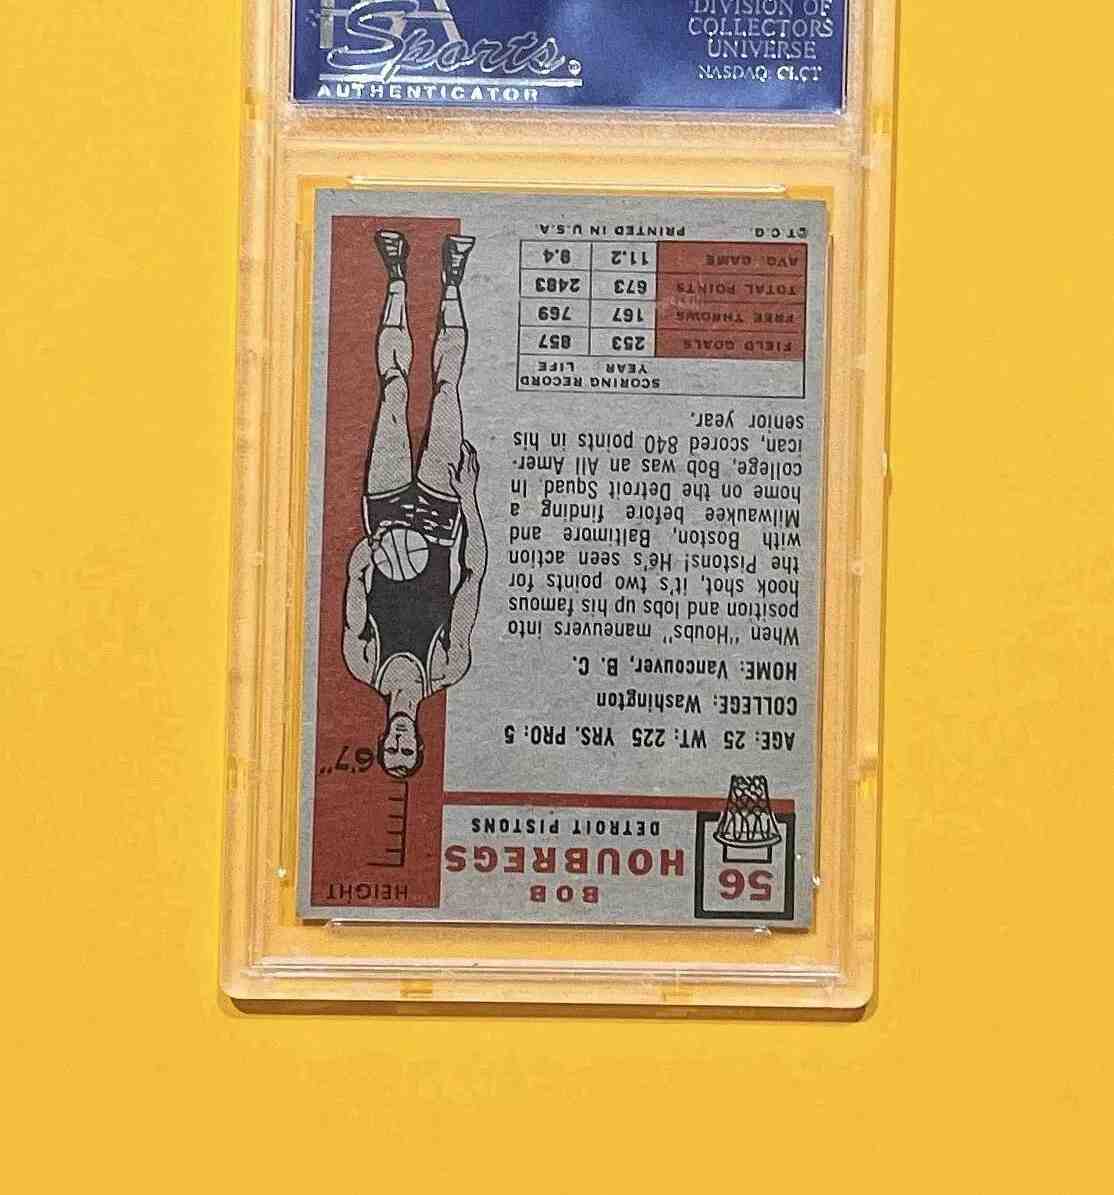 Sports
AUTHENTICATOR
DIVISION OF
COLLECTORS
UNIVERSE
NASDAQ: CLCT
56
BOB
HOUBREGS
DETROIT PISTONS
HEIGHT
6'7"
AGE: 25 WT: 225 YRS. PRO: 5
COLLEGE: Washington
HOME: Vancouver, B. C.
When "Houbs" maneuvers into
position and lobs up his famous
hook shot, it's two points for
the Pistons! He's seen action
with Boston, Baltimore and
Milwaukee before finding a
home on the Detroit Squad. In
college, Bob was an All Amer-
ican, scored 840 points in his
senior year.
SCORING RECORD
YEAR LIFE
FIELD GOALS 253 857
FREE THROWS 167 769
TOTAL POINTS 673 2483
AVG. GAME 11.2 9.4
© T.C.G. PRINTED IN U.S.A.